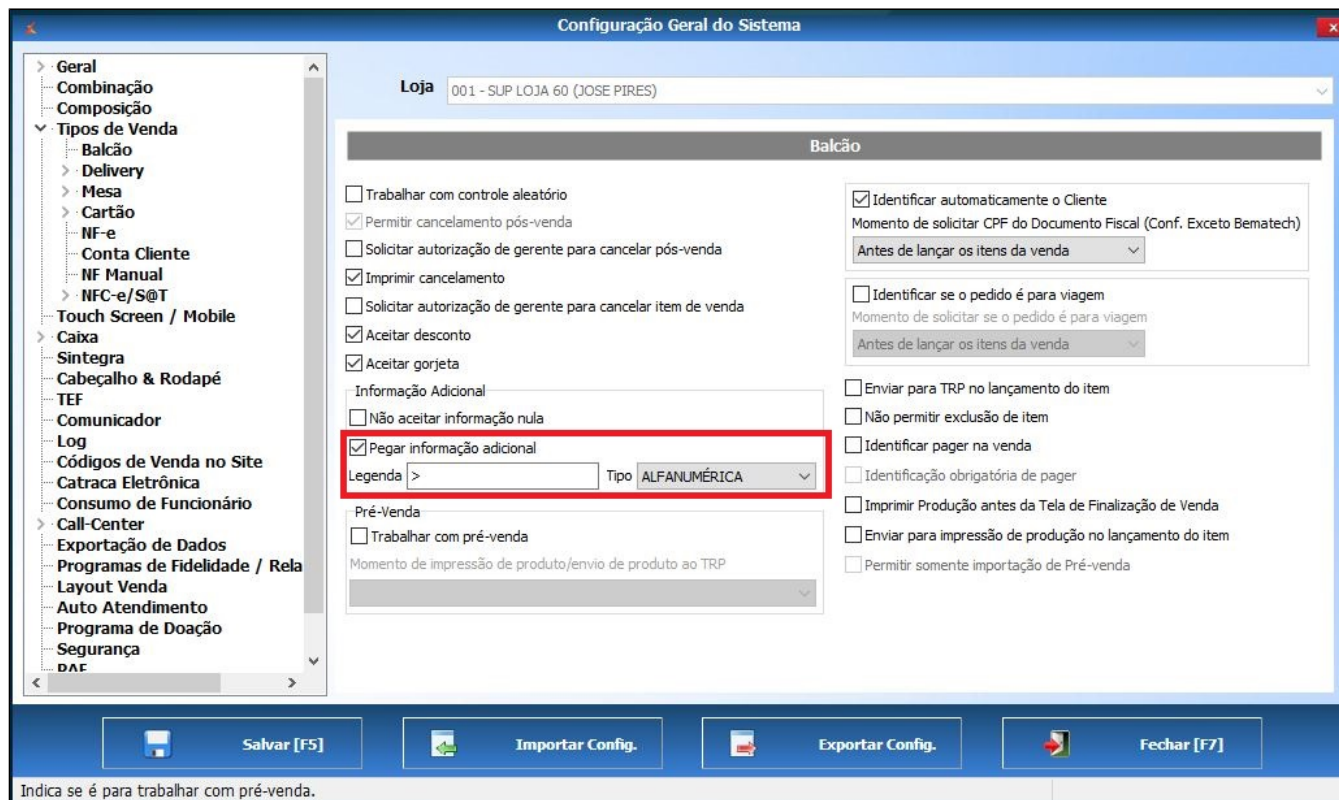 Configuração Geral do Sistema
Geral
Combinação
Composição
Tipos de Venda
Balcão
Delivery
Mesa
Cartão
NF-e
Conta Cliente
NF Manual
NFC-e/S@T
Touch Screen / Mobile
Caixa
Sintegra
Cabeçalho & Rodapé
TEF
Comunicador
Log
Códigos de Venda no Site
Catraca Eletrônica
Consumo de Funcionário
Call-Center
Exportação de Dados
Programas de Fidelidade / Rela
Layout Venda
Auto Atendimento
Programa de Doação
Segurança
Loja 001 - SUP LOJA 60 (JOSE PIRES)
Balcão
Trabalhar com controle aleatório
Permitir cancelamento pós-venda
Solicitar autorização de gerente para cancelar pós-venda
Imprimir cancelamento
Solicitar autorização de gerente para cancelar item de venda
Aceitar desconto
Aceitar gorjeta
Informação Adicional
Não aceitar informação nula
Pegar informação adicional
Legenda > Tipo ALFANUMÉRICA
Pré-Venda
Trabalhar com pré-venda
Momento de impressão de produto/envio de produto ao TRP
Identificar automaticamente o Cliente
Momento de solicitar CPF do Documento Fiscal (Conf. Exceto Bematech)
Antes de lançar os itens da venda
Identificar se o pedido é para viagem
Momento de solicitar se o pedido é para viagem
Antes de lançar os itens da venda
Enviar para TRP no lançamento do item
Não permitir exclusão de item
Identificar pager na venda
Identificação obrigatória de pager
Imprimir Produção antes da Tela de Finalização de Venda
Enviar para impressão de produção no lançamento do item
Permitir somente importação de Pré-venda
Salvar [F5]
Importar Config.
Exportar Config.
Fechar [F7]
Indica se é para trabalhar com pré-venda.